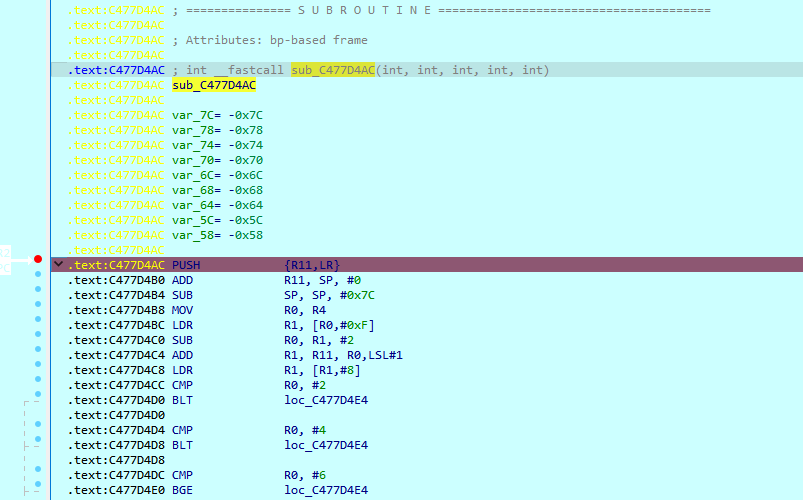 .text:C477D4AC ; =============== S U B R O U T I N E =======================================
.text:C477D4AC
.text:C477D4AC ; Attributes: bp-based frame
.text:C477D4AC
.text:C477D4AC ; int __fastcall sub_C477D4AC(int, int, int, int, int)
.text:C477D4AC sub_C477D4AC
.text:C477D4AC
.text:C477D4AC var_7C= -0x7C
.text:C477D4AC var_78= -0x78
.text:C477D4AC var_74= -0x74
.text:C477D4AC var_70= -0x70
.text:C477D4AC var_6C= -0x6C
.text:C477D4AC var_68= -0x68
.text:C477D4AC var_64= -0x64
.text:C477D4AC var_5C= -0x5C
.text:C477D4AC var_58= -0x58
.text:C477D4AC
.text:C477D4AC PUSH {R11,LR}
.text:C477D4B0 ADD R11, SP, #0
.text:C477D4B4 SUB SP, SP, #0x7C
.text:C477D4B8 MOV R0, R4
.text:C477D4BC LDR R1, [R0,#0xF]
.text:C477D4C0 SUB R0, R1, #2
.text:C477D4C4 ADD R1, R11, R0,LSL#1
.text:C477D4C8 LDR R1, [R1,#8]
.text:C477D4CC CMP R0, #2
.text:C477D4D0 BLT loc_C477D4E4
.text:C477D4D0
.text:C477D4D4 CMP R0, #4
.text:C477D4D8 BLT loc_C477D4E4
.text:C477D4D8
.text:C477D4DC CMP R0, #6
.text:C477D4E0 BGE loc_C477D4E4